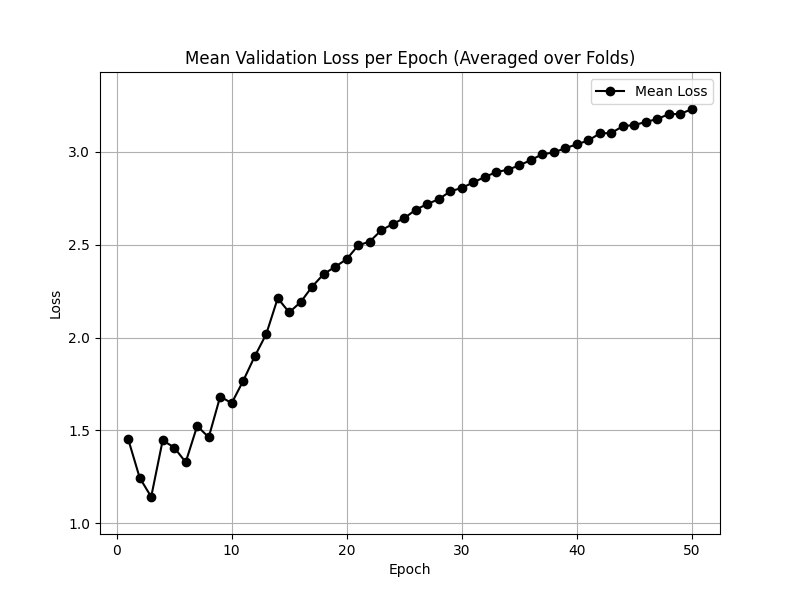 Mean Validation Loss per Epoch (Averaged over Folds)
Mean Loss
3.0
2.5
2.0
1.5
1.0
Loss
0 10 20 30 40 50
Epoch